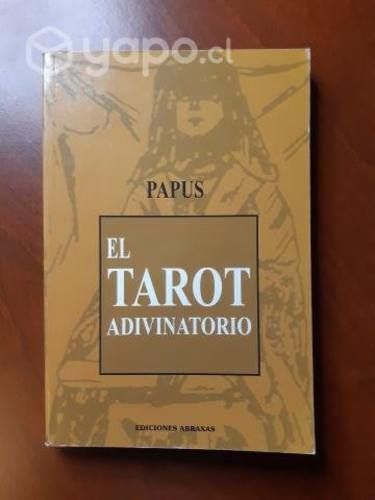 yapo.cl
PAPUS
EL
TAROT
ADIVINATORIO
EDICIONES ABRAXAS